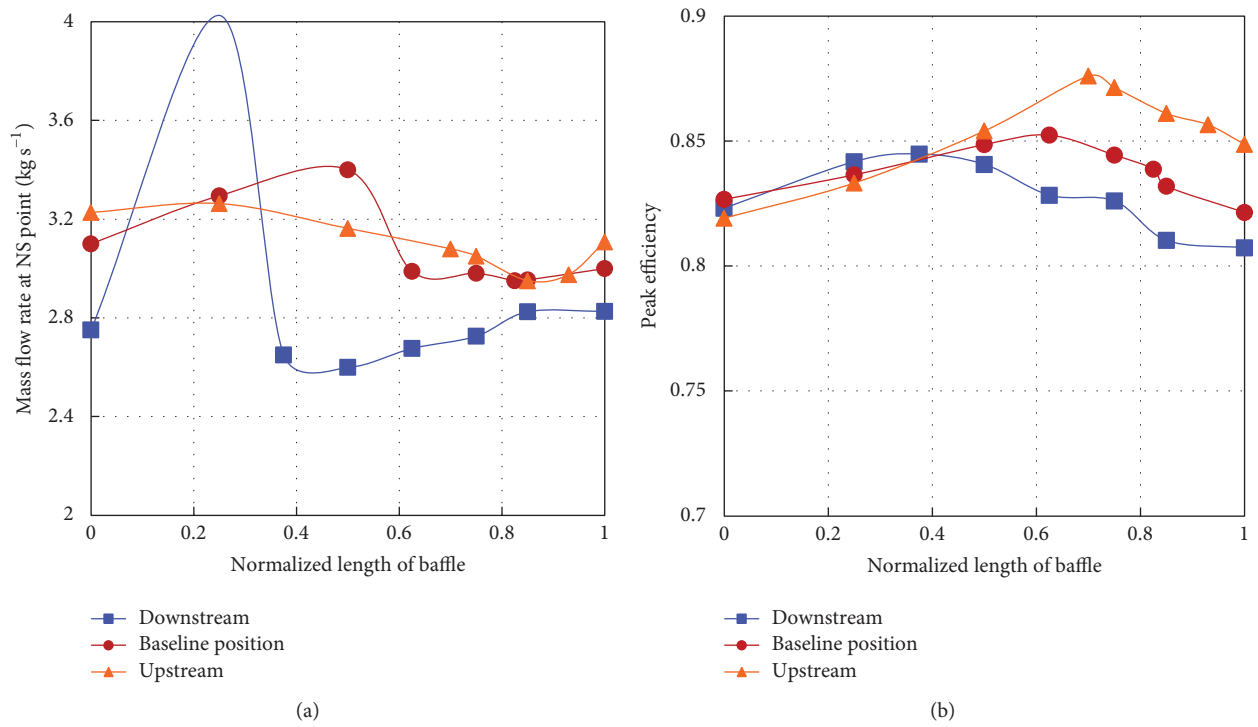 4
3.6
3.2
2.8
2.4
2
Mass flow rate at NS point (kg s⁻¹)
0 0.2 0.4 0.6 0.8 1
Normalized length of baffle
Downstream
Baseline position
Upstream
(a)
0.9
0.85
0.8
0.75
0.7
Peak efficiency
0 0.2 0.4 0.6 0.8 1
Normalized length of baffle
Downstream
Baseline position
Upstream
(b)